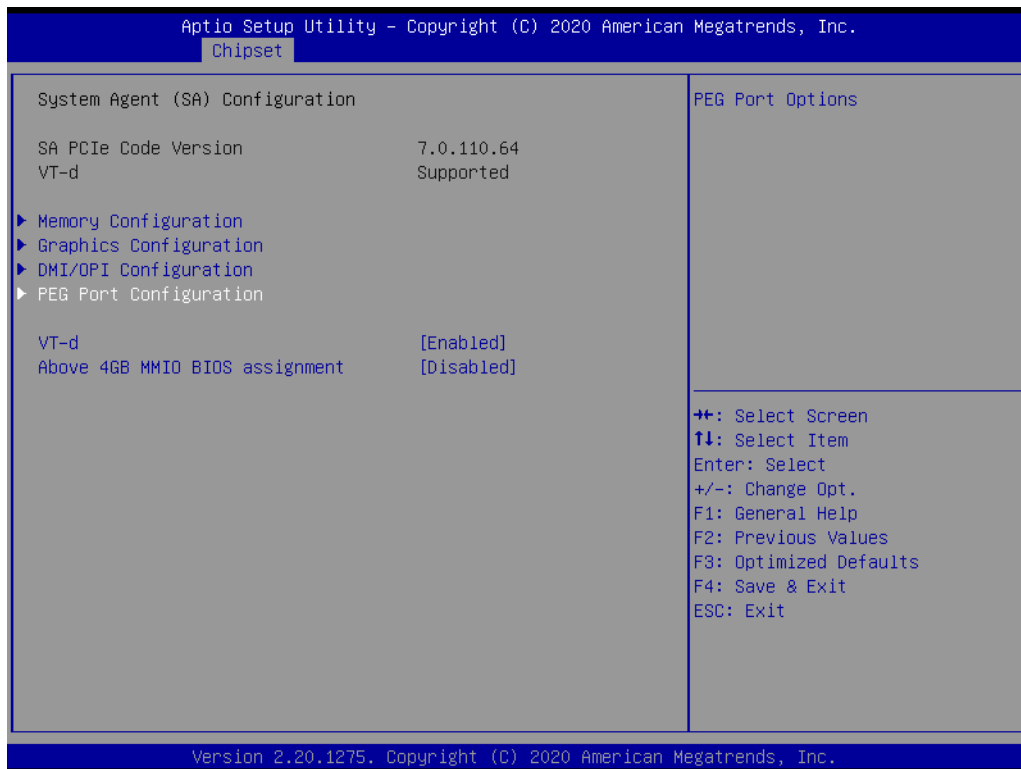 Aptio Setup Utility – Copyright (C) 2020 American Megatrends, Inc.
Chipset
System Agent (SA) Configuration
SA PCIe Code Version 7.0.110.64
VT-d Supported
▶ Memory Configuration
▶ Graphics Configuration
▶ DMI/OPI Configuration
▶ PEG Port Configuration
VT-d [Enabled]
Above 4GB MMIO BIOS assignment [Disabled]
PEG Port Options
→←: Select Screen
↑↓: Select Item
Enter: Select
+/-: Change Opt.
F1: General Help
F2: Previous Values
F3: Optimized Defaults
F4: Save & Exit
ESC: Exit
Version 2.20.1275. Copyright (C) 2020 American Megatrends, Inc.